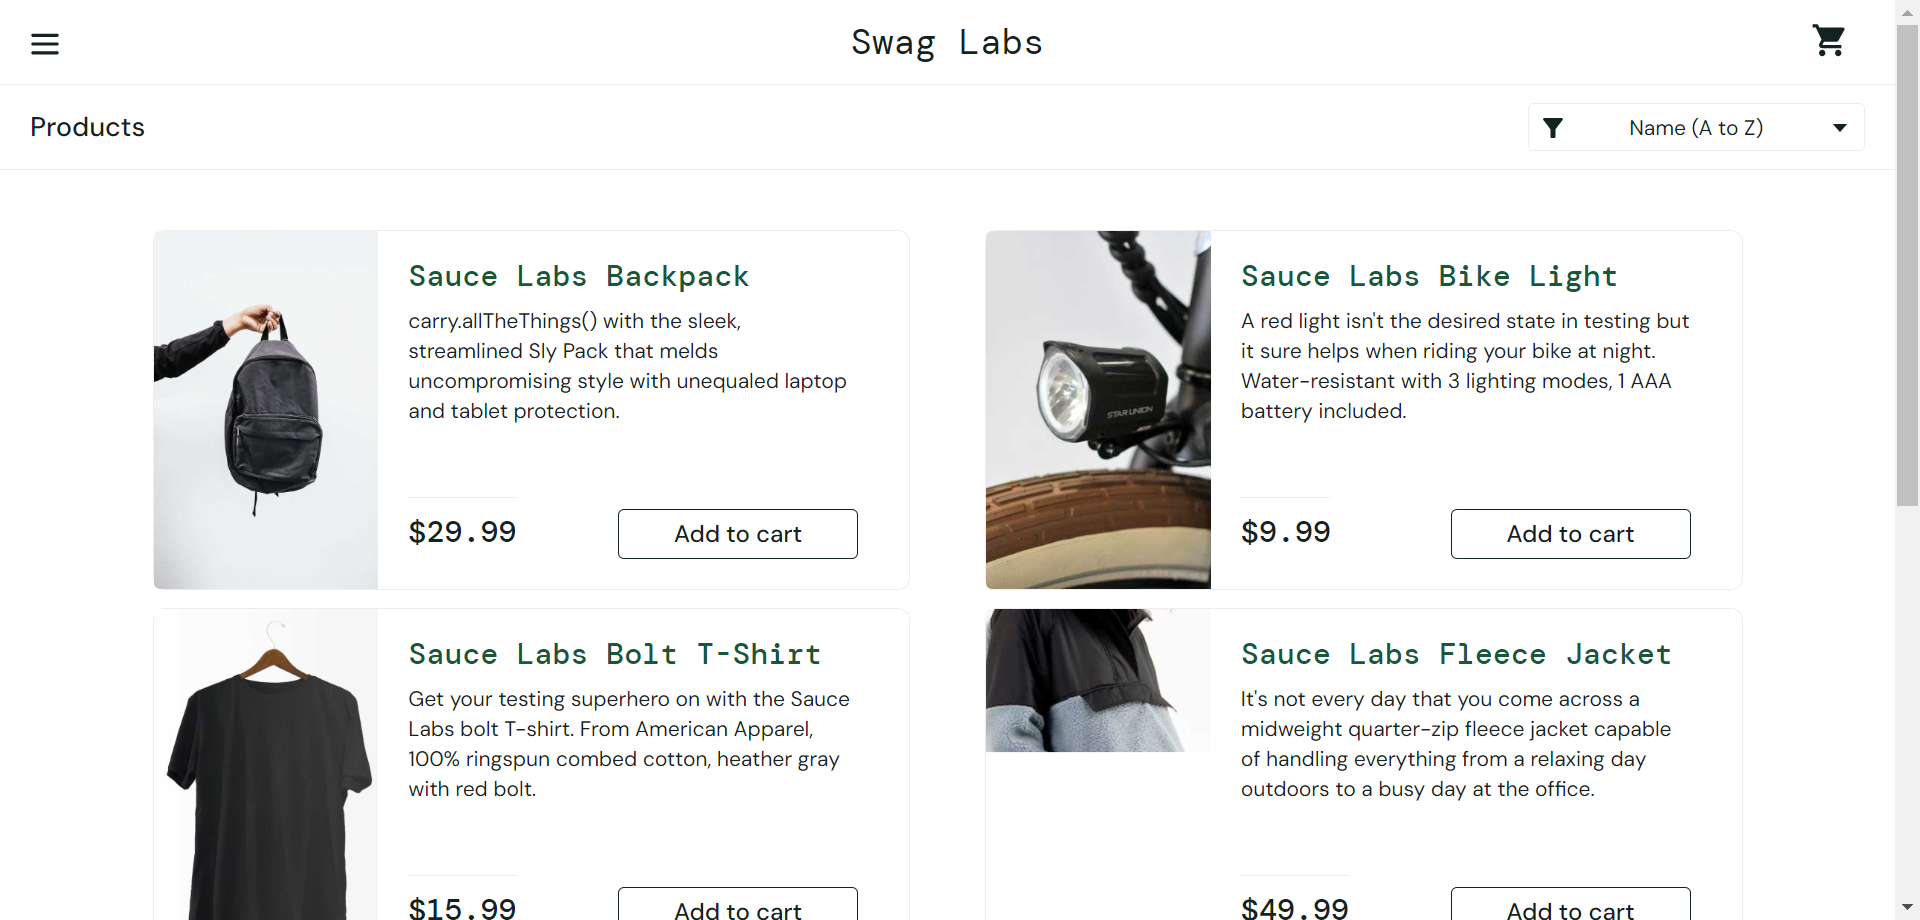 Swag Labs
Products
Name (A to Z)
Sauce Labs Backpack
carry.allTheThings() with the sleek,
streamlined Sly Pack that melds
uncompromising style with unequaled laptop
and tablet protection.
$29.99
Add to cart
Sauce Labs Bike Light
A red light isn't the desired state in testing but
it sure helps when riding your bike at night.
Water-resistant with 3 lighting modes, 1 AAA
battery included.
STAR UNION
$9.99
Add to cart
Sauce Labs Bolt T-Shirt
Get your testing superhero on with the Sauce
Labs bolt T-shirt. From American Apparel,
100% ringspun combed cotton, heather gray
with red bolt.
$15.99
Add to cart
Sauce Labs Fleece Jacket
It's not every day that you come across a
midweight quarter-zip fleece jacket capable
of handling everything from a relaxing day
outdoors to a busy day at the office.
$49.99
Add to cart